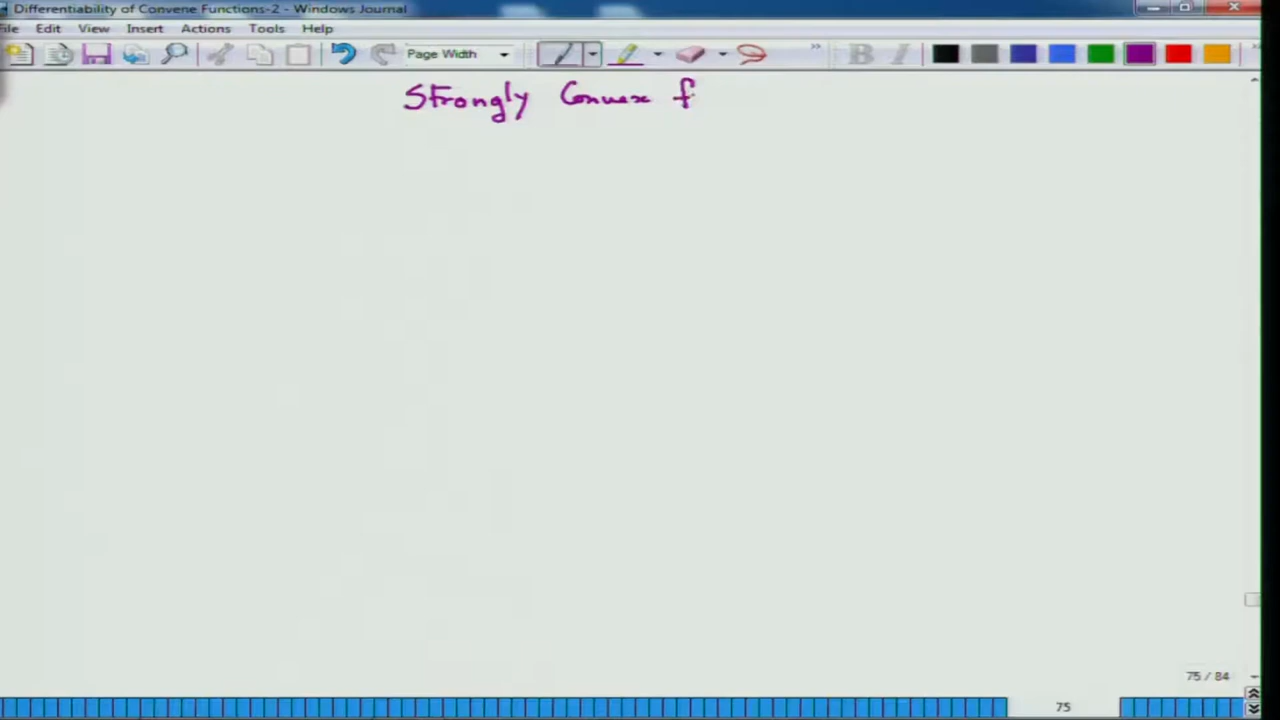 Differentiability of Convene Functions-2 - Windows Journal
File Edit View Insert Actions Tools Help
Page Width
B I
Strongly Convex f
75 / 84
75